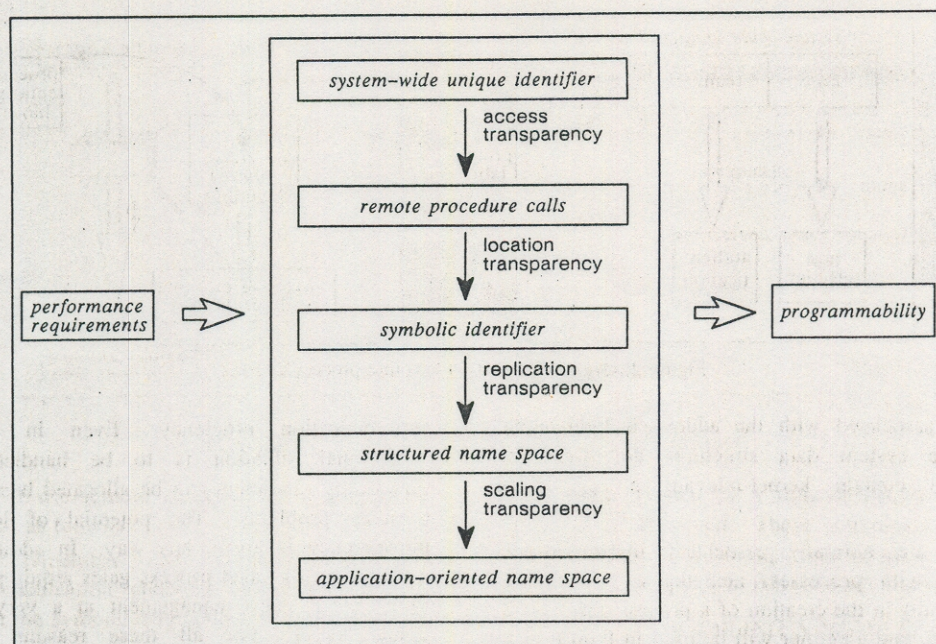 system–wide unique identifier
access
transparency
remote procedure calls
location
transparency
performance
requirements
symbolic identifier
programmability
replication
transparency
structured name space
scaling
transparency
application–oriented name space